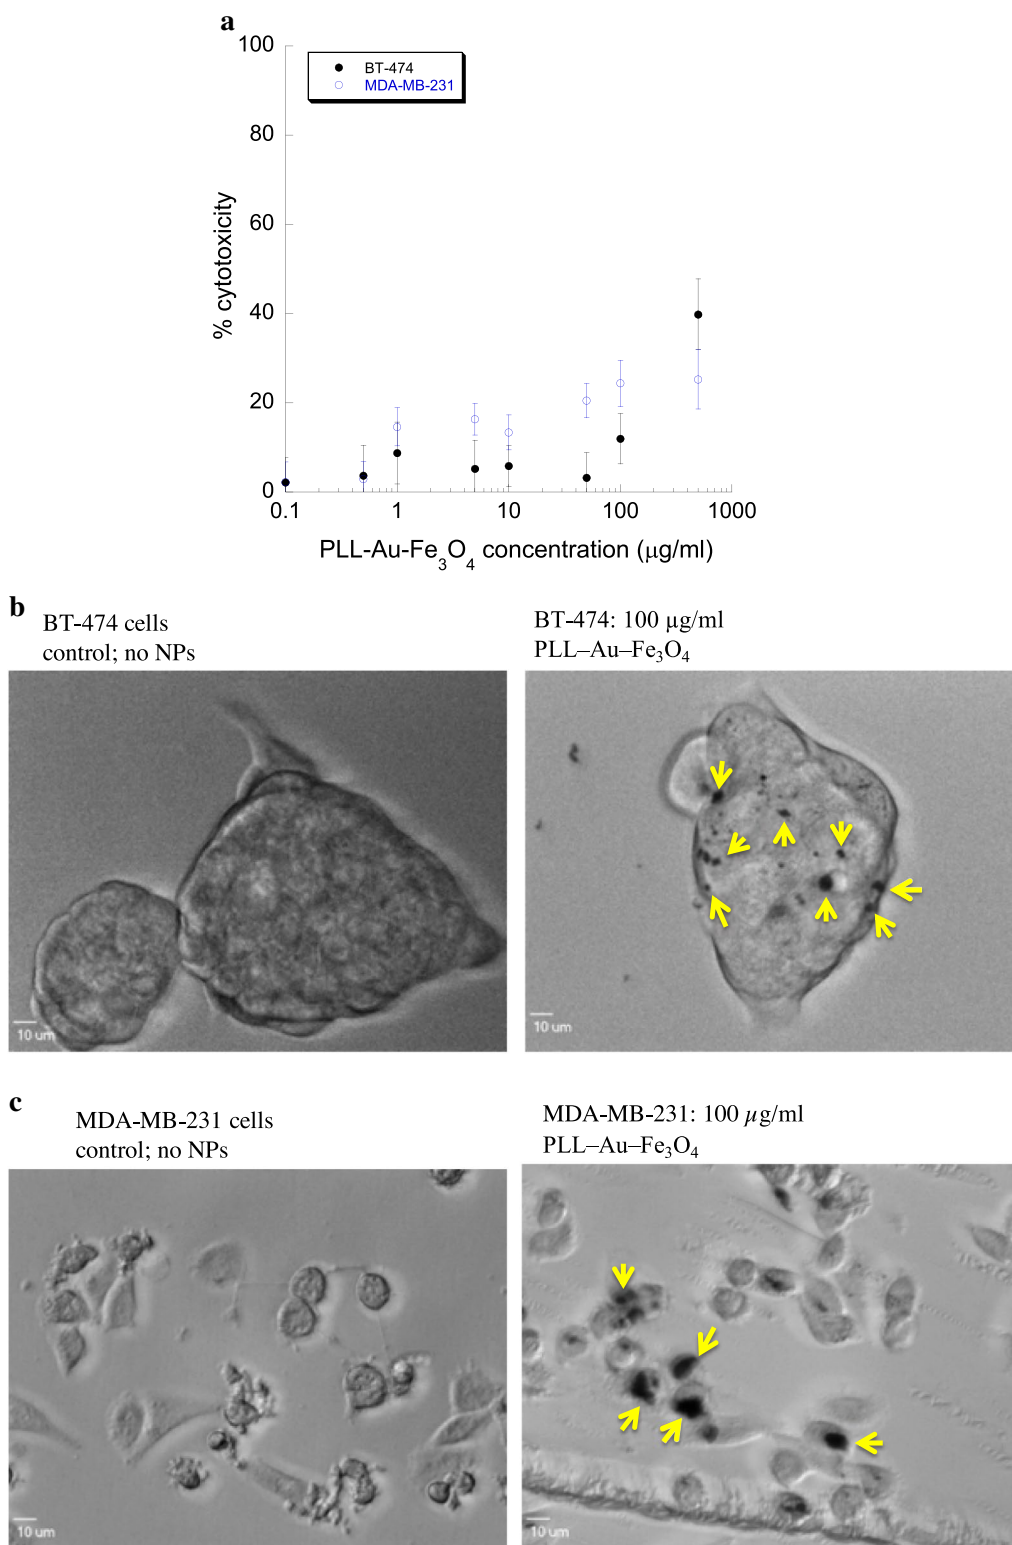 a
100
80
60
40
20
0
% cytotoxicity
BT-474
MDA-MB-231
0.1
1
10
100
1000
PLL-Au-Fe₃O₄ concentration (μg/ml)
b
BT-474 cells
control; no NPs
BT-474: 100 μg/ml
PLL–Au–Fe₃O₄
10 um
10 um
c
MDA-MB-231 cells
control; no NPs
MDA-MB-231: 100 μg/ml
PLL–Au–Fe₃O₄
10 um
10 um